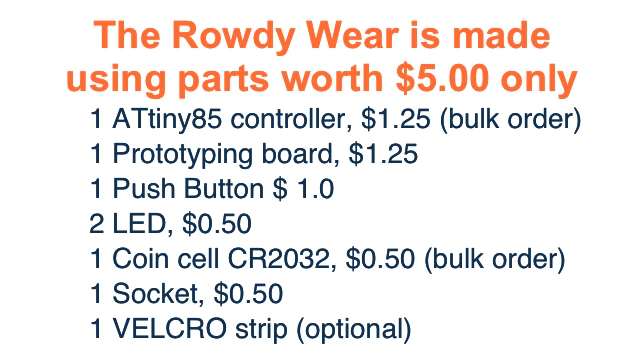 The Rowdy Wear is made
using parts worth $5.00 only
1 ATtiny85 controller, $1.25 (bulk order)
1 Prototyping board, $1.25
1 Push Button $ 1.0
2 LED, $0.50
1 Coin cell CR2032, $0.50 (bulk order)
1 Socket, $0.50
1 VELCRO strip (optional)